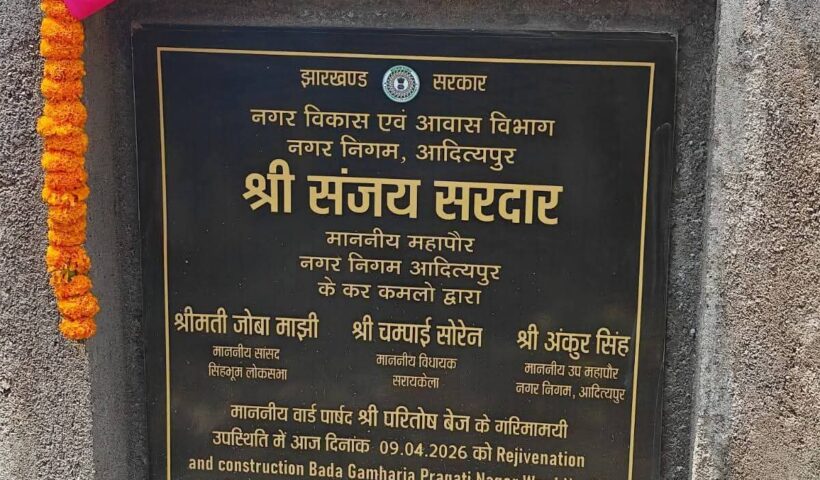 झारखण्ड सरकार
नगर विकास एवं आवास विभाग
नगर निगम, आदित्यपुर
श्री संजय सरदार
माननीय महापौर
नगर निगम आदित्यपुर
के कर कमलो द्वारा
श्रीमती जोबा माझी श्री चम्पाई सोरेन श्री अंकुर सिंह
माननीय सांसद माननीय विधायक माननीय उप महापौर
सिंहभूम लोकसभा सरायकेला नगर निगम, आदित्यपुर
माननीय वार्ड पार्षद श्री परितोष बेज के गरिमामयी
उपस्थिति में आज दिनांक 09.04.2026 को Rejivenation
and construction Bada Gamharia Pragati Nagar